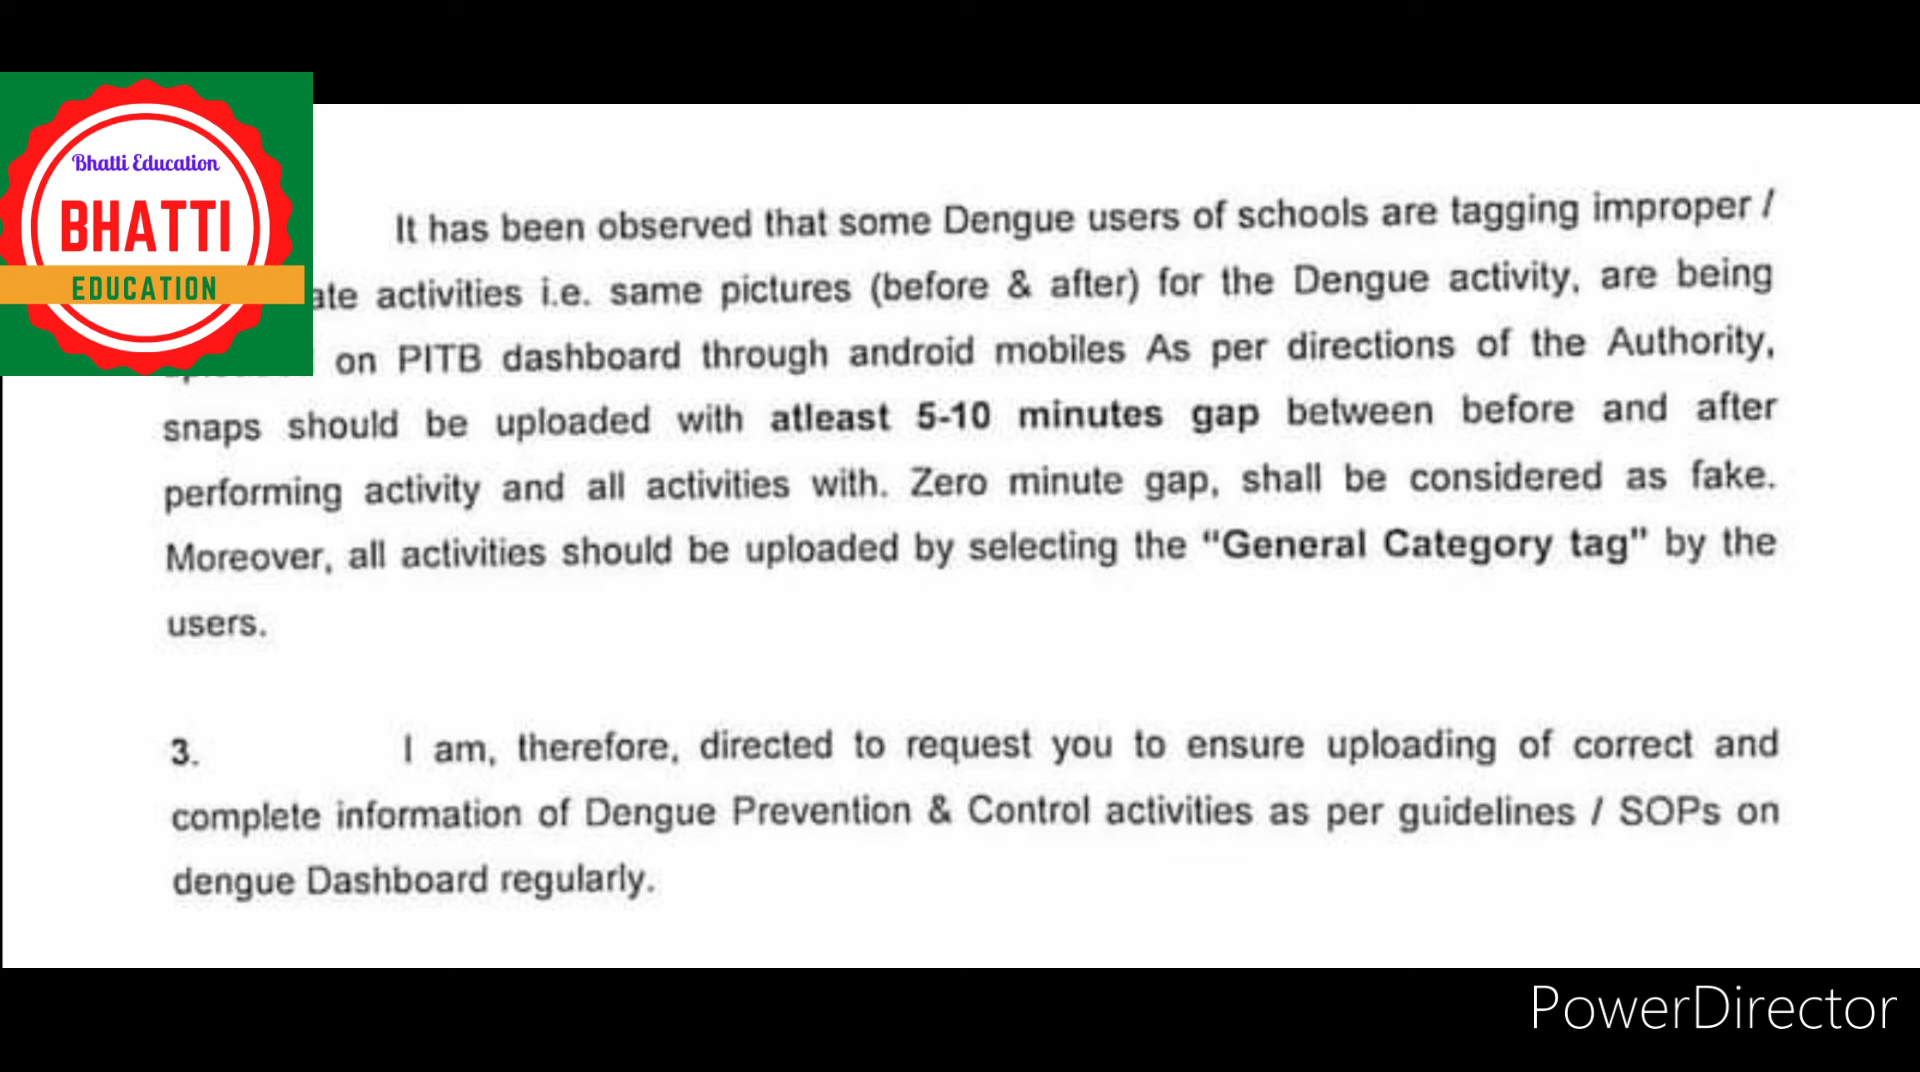 Bhatti Education
BHATTI
EDUCATION
It has been observed that some Dengue users of schools are tagging improper /
ate activities i.e. same pictures (before & after) for the Dengue activity, are being
on PITB dashboard through android mobiles As per directions of the Authority,
snaps should be uploaded with atleast 5-10 minutes gap between before and after
performing activity and all activities with. Zero minute gap, shall be considered as fake.
Moreover, all activities should be uploaded by selecting the "General Category tag" by the
users.
3. I am, therefore, directed to request you to ensure uploading of correct and
complete information of Dengue Prevention & Control activities as per guidelines / SOPs on
dengue Dashboard regularly.
PowerDirector